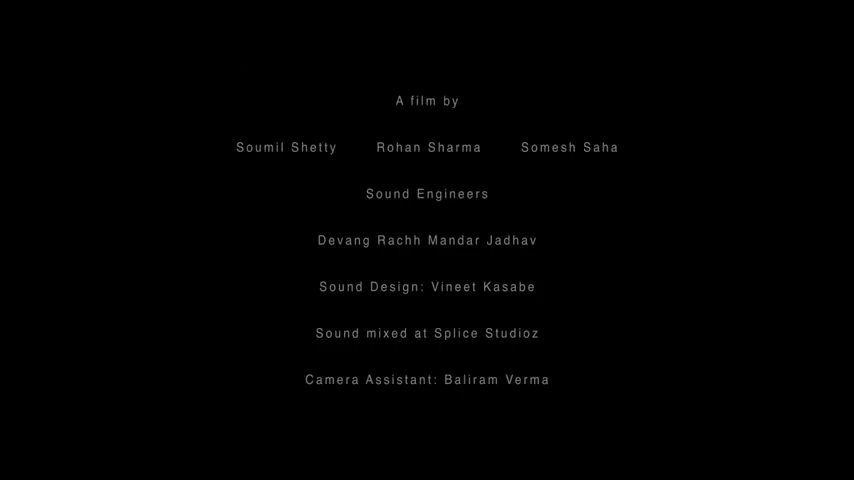 A film by
Soumil Shetty Rohan Sharma Somesh Saha
Sound Engineers
Devang Rachh Mandar Jadhav
Sound Design: Vineet Kasabe
Sound mixed at Splice Studioz
Camera Assistant: Baliram Verma